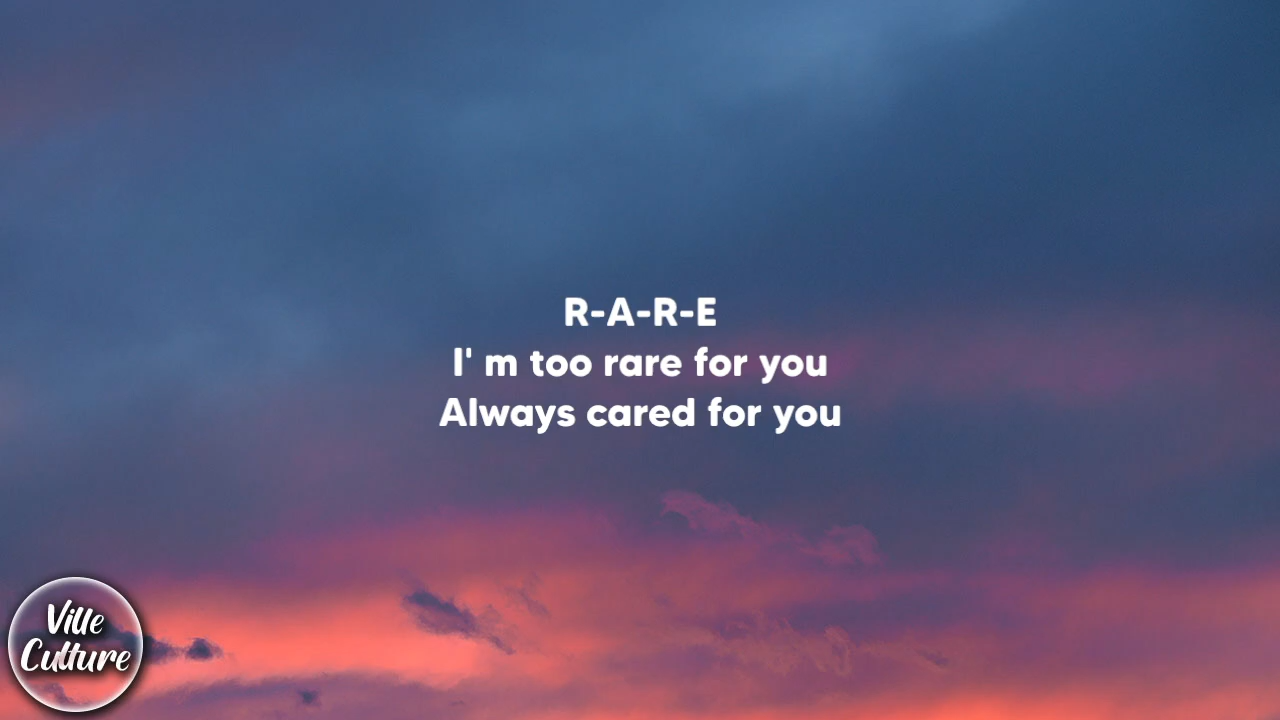 R-A-R-E
I' m too rare for you
Always cared for you
Ville
Culture